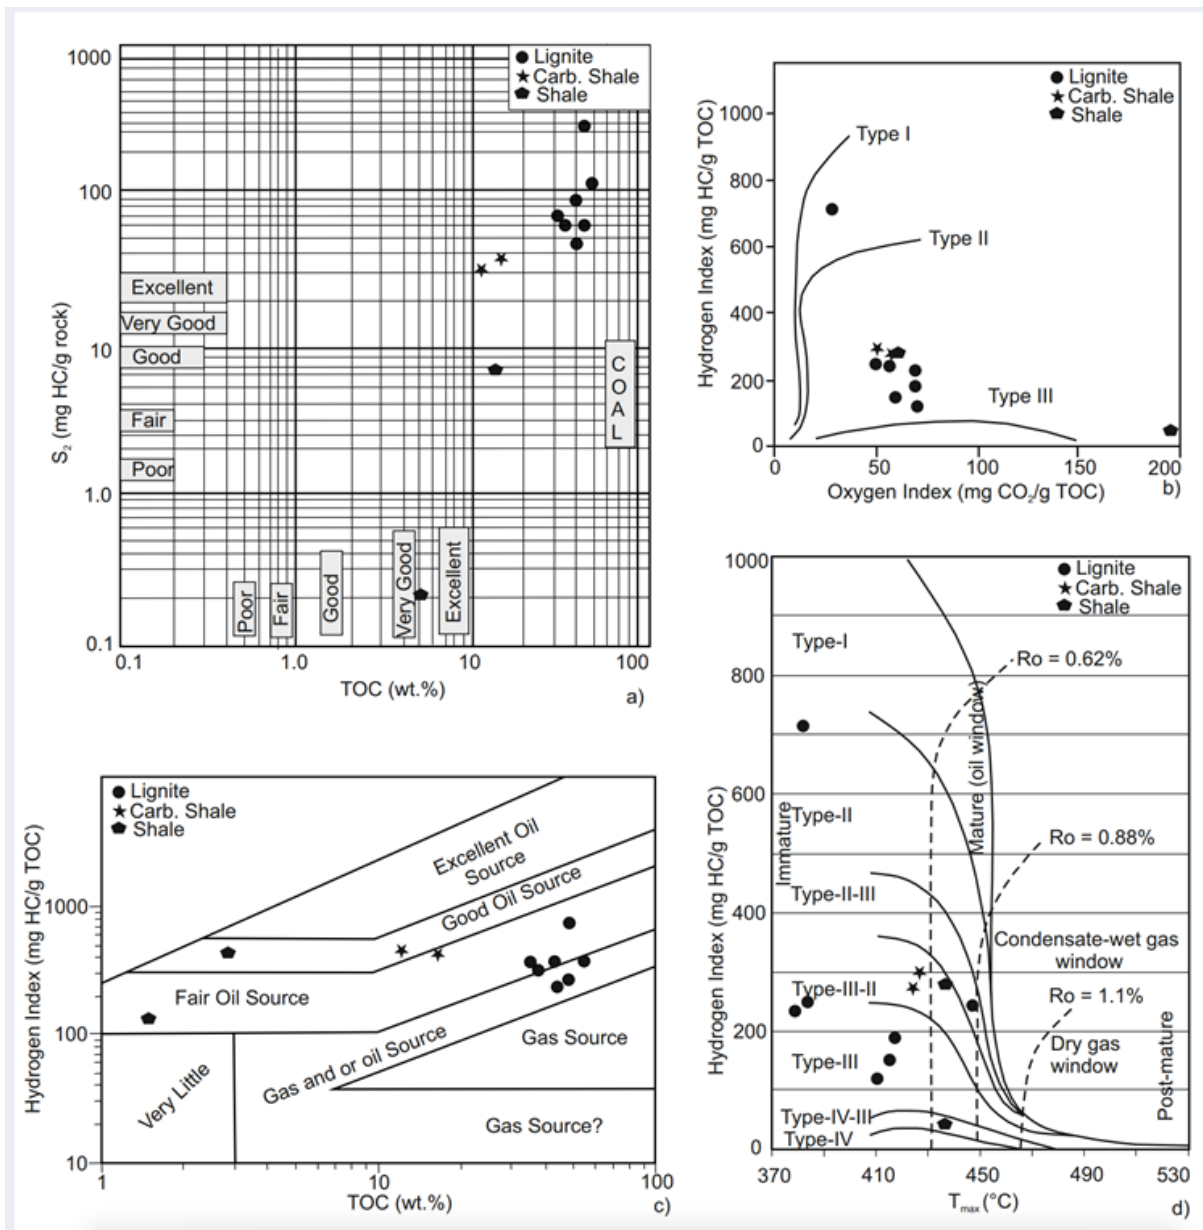 1000
100
10
1.0
0.1
S₂ (mg HC/g rock)
Lignite
Carb. Shale
Shale
Excellent
Very Good
Good
Fair
Poor
COAL
Poor
Fair
Good
Very Good
Excellent
0.1
1.0
10
100
TOC (wt.%)
a)
Hydrogen Index (mg HC/g TOC)
1000
800
600
400
200
0
Lignite
Carb. Shale
Shale
Type I
Type II
Type III
0
50
100
150
200
Oxygen Index (mg CO₂/g TOC)
b)
Hydrogen Index (mg HC/g TOC)
1000
100
10
Lignite
Carb. Shale
Shale
Excellent Oil
Source
Good Oil Source
Fair Oil Source
Very Little
Gas and or oil Source
Gas Source
Gas Source?
1
2
10
100
TOC (wt.%)
c)
Hydrogen Index (mg HC/g TOC)
1000
800
600
400
200
0
Lignite
Carb. Shale
Shale
Type-I
Ro = 0.62%
Immature
Type-II
Mature (oil window)
Ro = 0.88%
Type-II-III
Condensate-wet gas
window
Type-III-II
Ro = 1.1%
Type-III
Dry gas
window
Post-mature
Type-IV-III
Type-IV
370
410
450
490
530
Tmax (°C)
d)